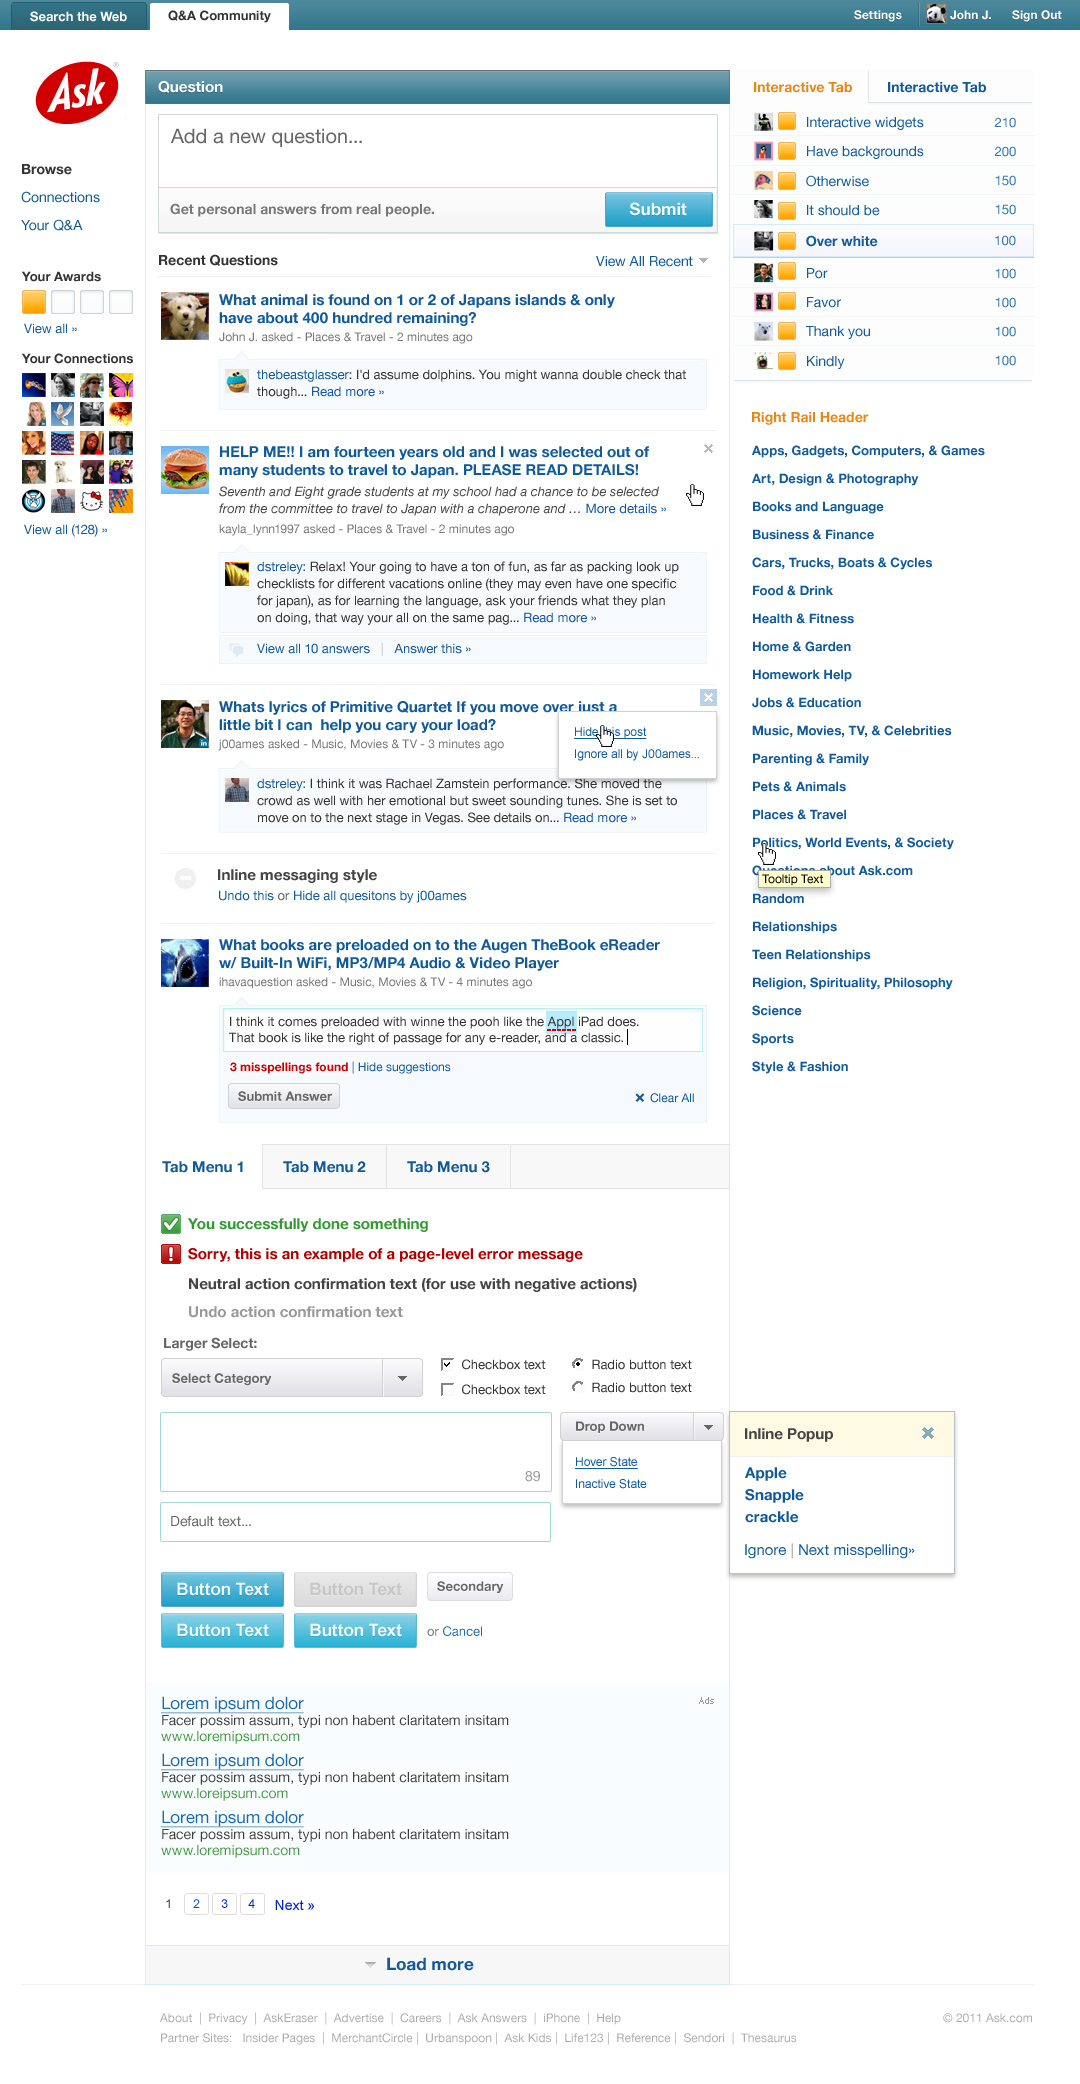 Search the Web
Q&A Community
Settings
John J.
Sign Out
Ask
Browse
Connections
Your Q&A
Your Awards
View all »
Your Connections
View all (128) »
Question
Add a new question...
Get personal answers from real people.
Submit
Recent Questions
View All Recent
What animal is found on 1 or 2 of Japans islands & only
have about 400 hundred remaining?
John J. asked - Places & Travel - 2 minutes ago
thebeastglasser: I'd assume dolphins. You might wanna double check that
though... Read more »
HELP ME!! I am fourteen years old and I was selected out of
many students to travel to Japan. PLEASE READ DETAILS!
Seventh and Eight grade students at my school had a chance to be selected
from the committee to travel to Japan with a chaperone and ... More details »
kayla_lynn1997 asked - Places & Travel - 2 minutes ago
dstreley: Relax! Your going to have a ton of fun, as far as packing look up
checklists for different vacations online (they may even have one specific
for japan), as for learning the language, ask your friends what they plan
on doing, that way your all on the same pag... Read more »
View all 10 answers | Answer this »
Whats lyrics of Primitive Quartet If you move over just a
little bit I can help you cary your load?
j00ames asked - Music, Movies & TV - 3 minutes ago
Hide this post
Ignore all by J00ames...
dstreley: I think it was Rachael Zamstein performance. She moved the
crowd as well with her emotional but sweet sounding tunes. She is set to
move on to the next stage in Vegas. See details on... Read more »
Inline messaging style
Undo this or Hide all quesitons by j00ames
What books are preloaded on to the Augen TheBook eReader
w/ Built-In WiFi, MP3/MP4 Audio & Video Player
ihavaquestion asked - Music, Movies & TV - 4 minutes ago
I think it comes preloaded with winne the pooh like the Appl iPad does.
That book is like the right of passage for any e-reader, and a classic.
3 misspellings found | Hide suggestions
Submit Answer
Clear All
Tab Menu 1
Tab Menu 2
Tab Menu 3
You successfully done something
Sorry, this is an example of a page-level error message
Neutral action confirmation text (for use with negative actions)
Undo action confirmation text
Larger Select:
Select Category
Checkbox text
Checkbox text
Radio button text
Radio button text
89
Default text...
Drop Down
Hover State
Inactive State
Inline Popup
Apple
Snapple
crackle
Ignore | Next misspelling»
Button Text
Button Text
Secondary
Button Text
Button Text
or Cancel
Ads
Lorem ipsum dolor
Facer possim assum, typi non habent claritatem insitam
www.loremipsum.com
Lorem ipsum dolor
Facer possim assum, typi non habent claritatem insitam
www.loreipsum.com
Lorem ipsum dolor
Facer possim assum, typi non habent claritatem insitam
www.loremipsum.com
1 2 3 4 Next »
Load more
Interactive Tab
Interactive Tab
Interactive widgets 210
Have backgrounds 200
Otherwise 150
It should be 150
Over white 100
Por 100
Favor 100
Thank you 100
Kindly 100
Right Rail Header
Apps, Gadgets, Computers, & Games
Art, Design & Photography
Books and Language
Business & Finance
Cars, Trucks, Boats & Cycles
Food & Drink
Health & Fitness
Home & Garden
Homework Help
Jobs & Education
Music, Movies, TV, & Celebrities
Parenting & Family
Pets & Animals
Places & Travel
Politics, World Events, & Society
Questions about Ask.com
Tooltip Text
Random
Relationships
Teen Relationships
Religion, Spirituality, Philosophy
Science
Sports
Style & Fashion
About | Privacy | AskEraser | Advertise | Careers | Ask Answers | iPhone | Help
© 2011 Ask.com
Partner Sites: Insider Pages | MerchantCircle | Urbanspoon | Ask Kids | Life123 | Reference | Sendori | Thesaurus